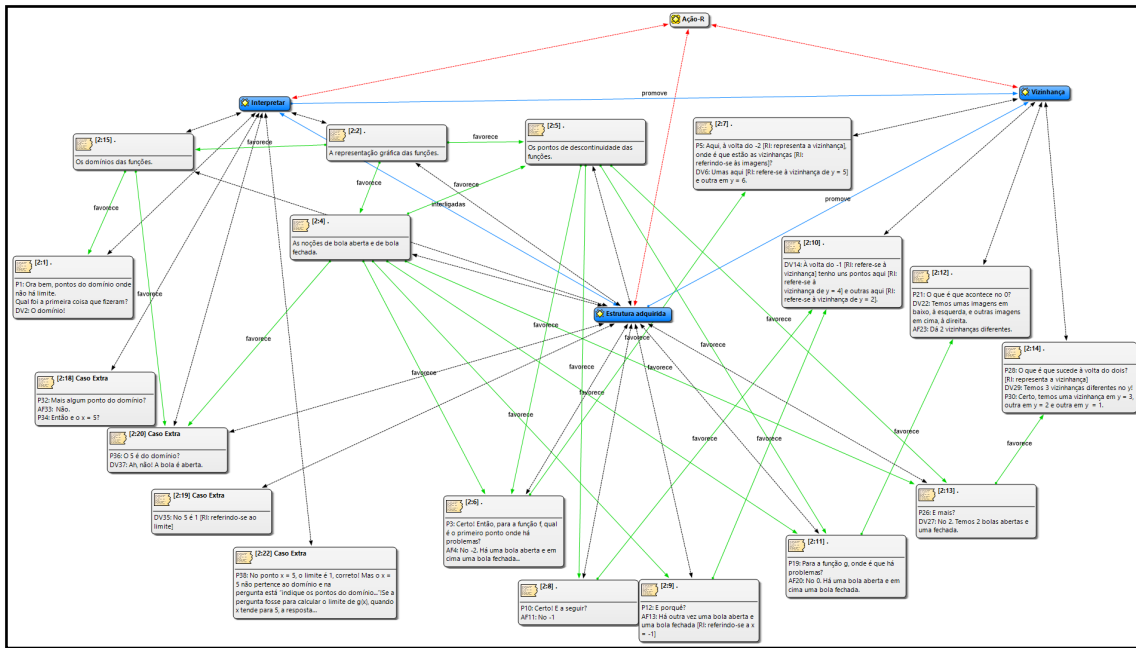 Ação-R
Interpretar
promove
Vizinhança
[2:15] .
Os domínios das funções.
favorece
[2:2] .
A representação gráfica das funções.
favorece
[2:5] .
Os pontos de descontinuidade das
funções.
[2:7] .
P5: Aqui, à volta do -2 [RI: representa a vizinhança],
onde é que estão as vizinhanças [RI:
referindo-se às imagens]?
DV6: Umas aqui [RI: refere-se à vizinhança de y = 5]
e outra em y = 6.
favorece
favorece
favorece
interligadas
promove
[2:4] .
As noções de bola aberta e de bola
fechada.
[2:1] .
P1: Ora bem, pontos do domínio onde
não há limite.
Qual foi a primeira coisa que fizeram?
DV2: O domínio!
favorece
[2:10] .
DV14: À volta do -1 [RI: refere-se à
vizinhança] tenho uns pontos aqui [RI:
refere-se à
vizinhança de y = 4] e outras aqui [RI:
refere-se à vizinhança de y = 2].
[2:12] .
P21: O que é que acontece no 0?
DV22: Temos umas imagens em
baixo, à esquerda, e outras imagens
em cima, à direita.
AF23: Dá 2 vizinhanças diferentes.
Estrutura adquirida
favorece
favorece
favorece
favorece
[2:14] .
P28: O que é que sucede à volta do dois?
[RI: representa a vizinhança]
DV29: Temos 3 vizinhanças diferentes no y!
P30: Certo, temos uma vizinhança em y = 3,
outra em y = 2 e outra em y = 1.
[2:18] Caso Extra
P32: Mais algum ponto do domínio?
AF33: Não.
P34: Então e o x = 5?
favorece
favorece
favorece
favorece
[2:20] Caso Extra
P36: O 5 é do domínio?
DV37: Ah, não! A bola é aberta.
[2:19] Caso Extra
DV35: No 5 é 1 [RI: referindo-se ao
limite]
[2:6] .
P3: Certo! Então, para a função f, qual
é o primeiro ponto onde há
problemas?
AF4: No -2. Há uma bola aberta e em
cima uma bola fechada...
[2:13] .
P26: E mais?
DV27: No 2. Temos 2 bolas abertas e uma
fechada.
[2:11] .
P19: Para a função g, onde é que há
problemas?
AF20: No 0. Há uma bola aberta e em
cima uma bola fechada.
[2:22] Caso Extra
P38: No ponto x = 5, o limite é 1, correto! Mas o x =
5 não pertence ao domínio e na
pergunta está "indique os pontos do domínio..."!Se a
pergunta fosse para calcular o limite de g(x), quando
x tende para 5, a resposta...
[2:8] .
P10: Certo! E a seguir?
AF11: No -1
[2:9] .
P12: E porquê?
AF13: Há outra vez uma bola aberta e
uma bola fechada [RI: referindo-se a x
= -1]